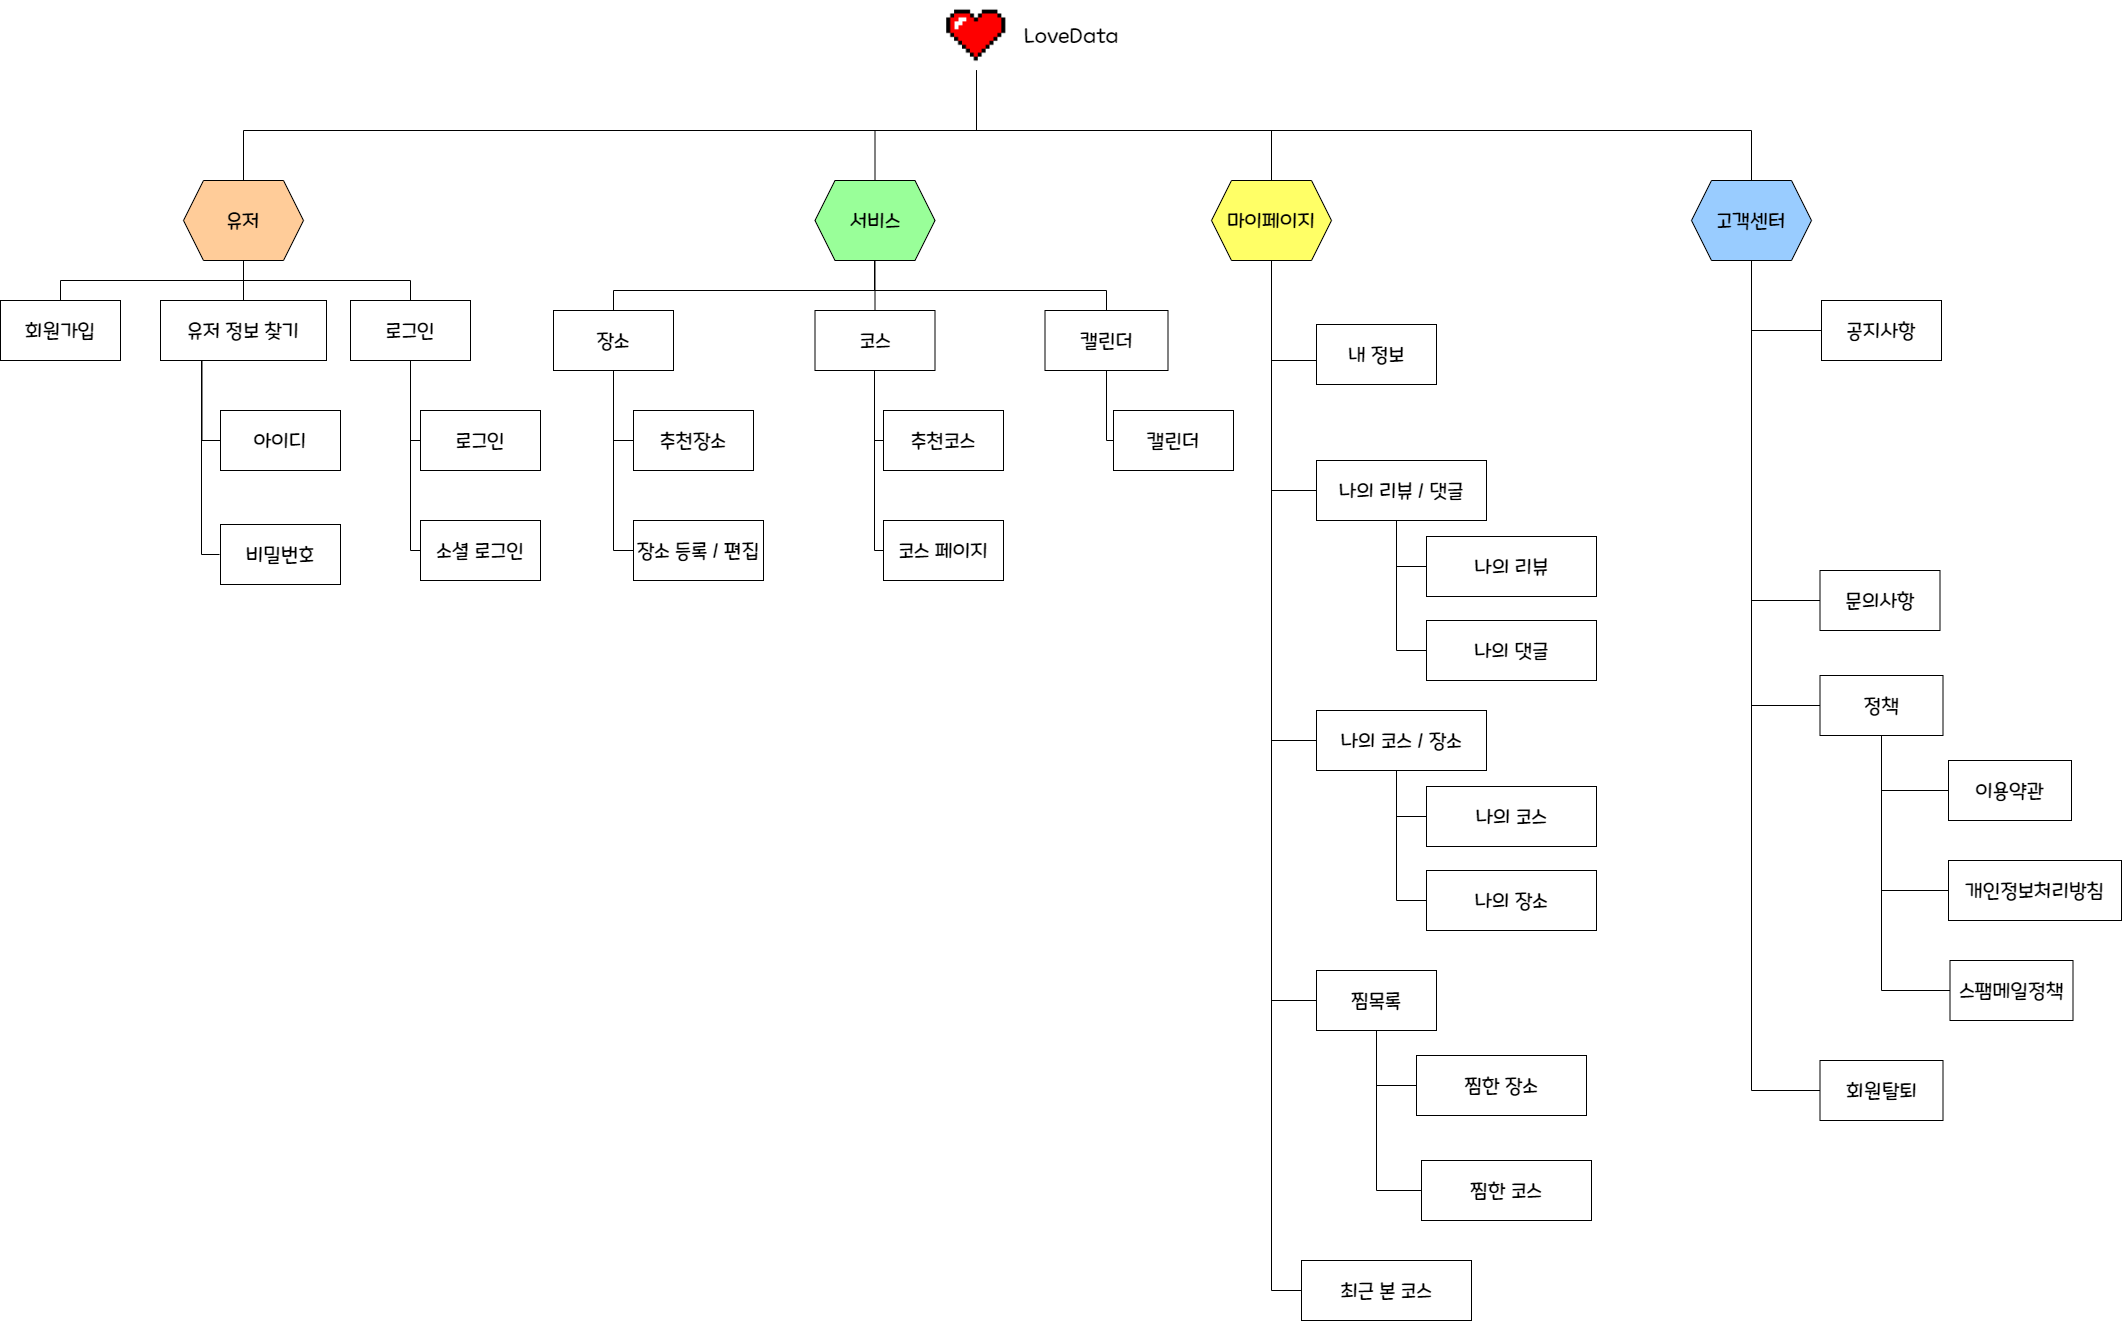 LoveData
유저
서비스
마이페이지
고객센터
회원가입
유저 정보 찾기
로그인
아이디
비밀번호
로그인
소셜 로그인
장소
코스
캘린더
추천장소
장소 등록 / 편집
추천코스
코스 페이지
캘린더
내 정보
나의 리뷰 / 댓글
나의 리뷰
나의 댓글
나의 코스 / 장소
나의 코스
나의 장소
찜목록
찜한 장소
찜한 코스
최근 본 코스
공지사항
문의사항
정책
이용약관
개인정보처리방침
스팸메일정책
회원탈퇴